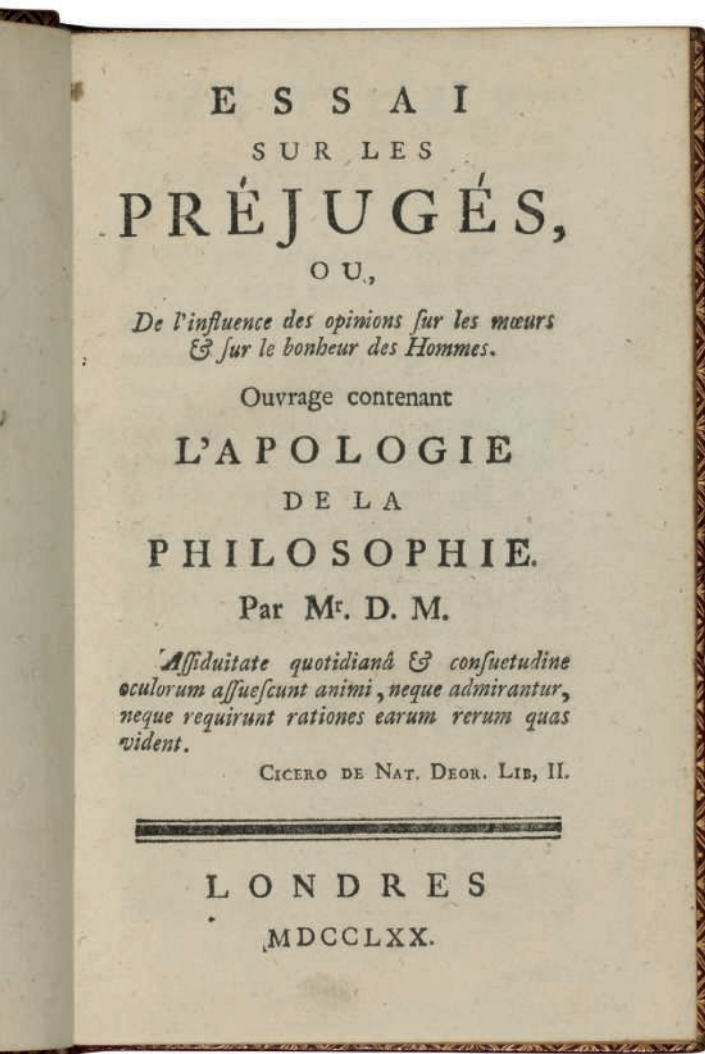 ESSAI
SUR LES
PRÉJUGÉS,
OU,
De l'influence des opinions ſur les mœurs
& ſur le bonheur des Hommes.
Ouvrage contenant
L'APOLOGIE
DE LA
PHILOSOPHIE.
Par Mr. D. M.
Aſſiduitate quotidianâ & conſuetudine
oculorum aſſueſcunt animi, neque admirantur,
neque requirunt rationes earum rerum quas
vident.
CICERO DE NAT. DEOR. LIB, II.
LONDRES
MDCCLXX.